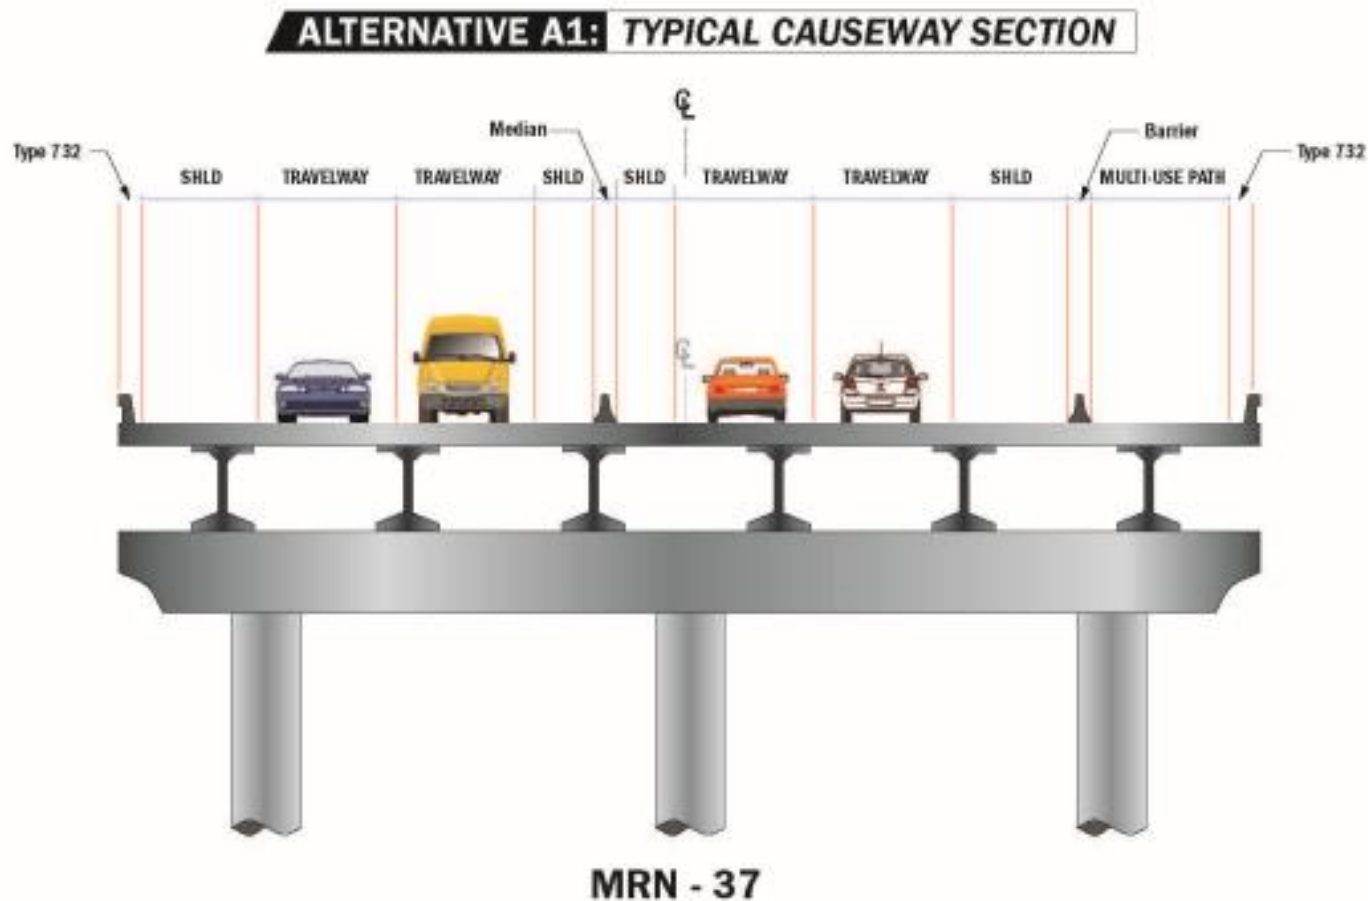 ALTERNATIVE A1: TYPICAL CAUSEWAY SECTION
℄
Median
Barrier
Type 732
Type 732
SHLD TRAVELWAY TRAVELWAY SHLD SHLD TRAVELWAY TRAVELWAY SHLD MULTI-USE PATH
℄
MRN - 37